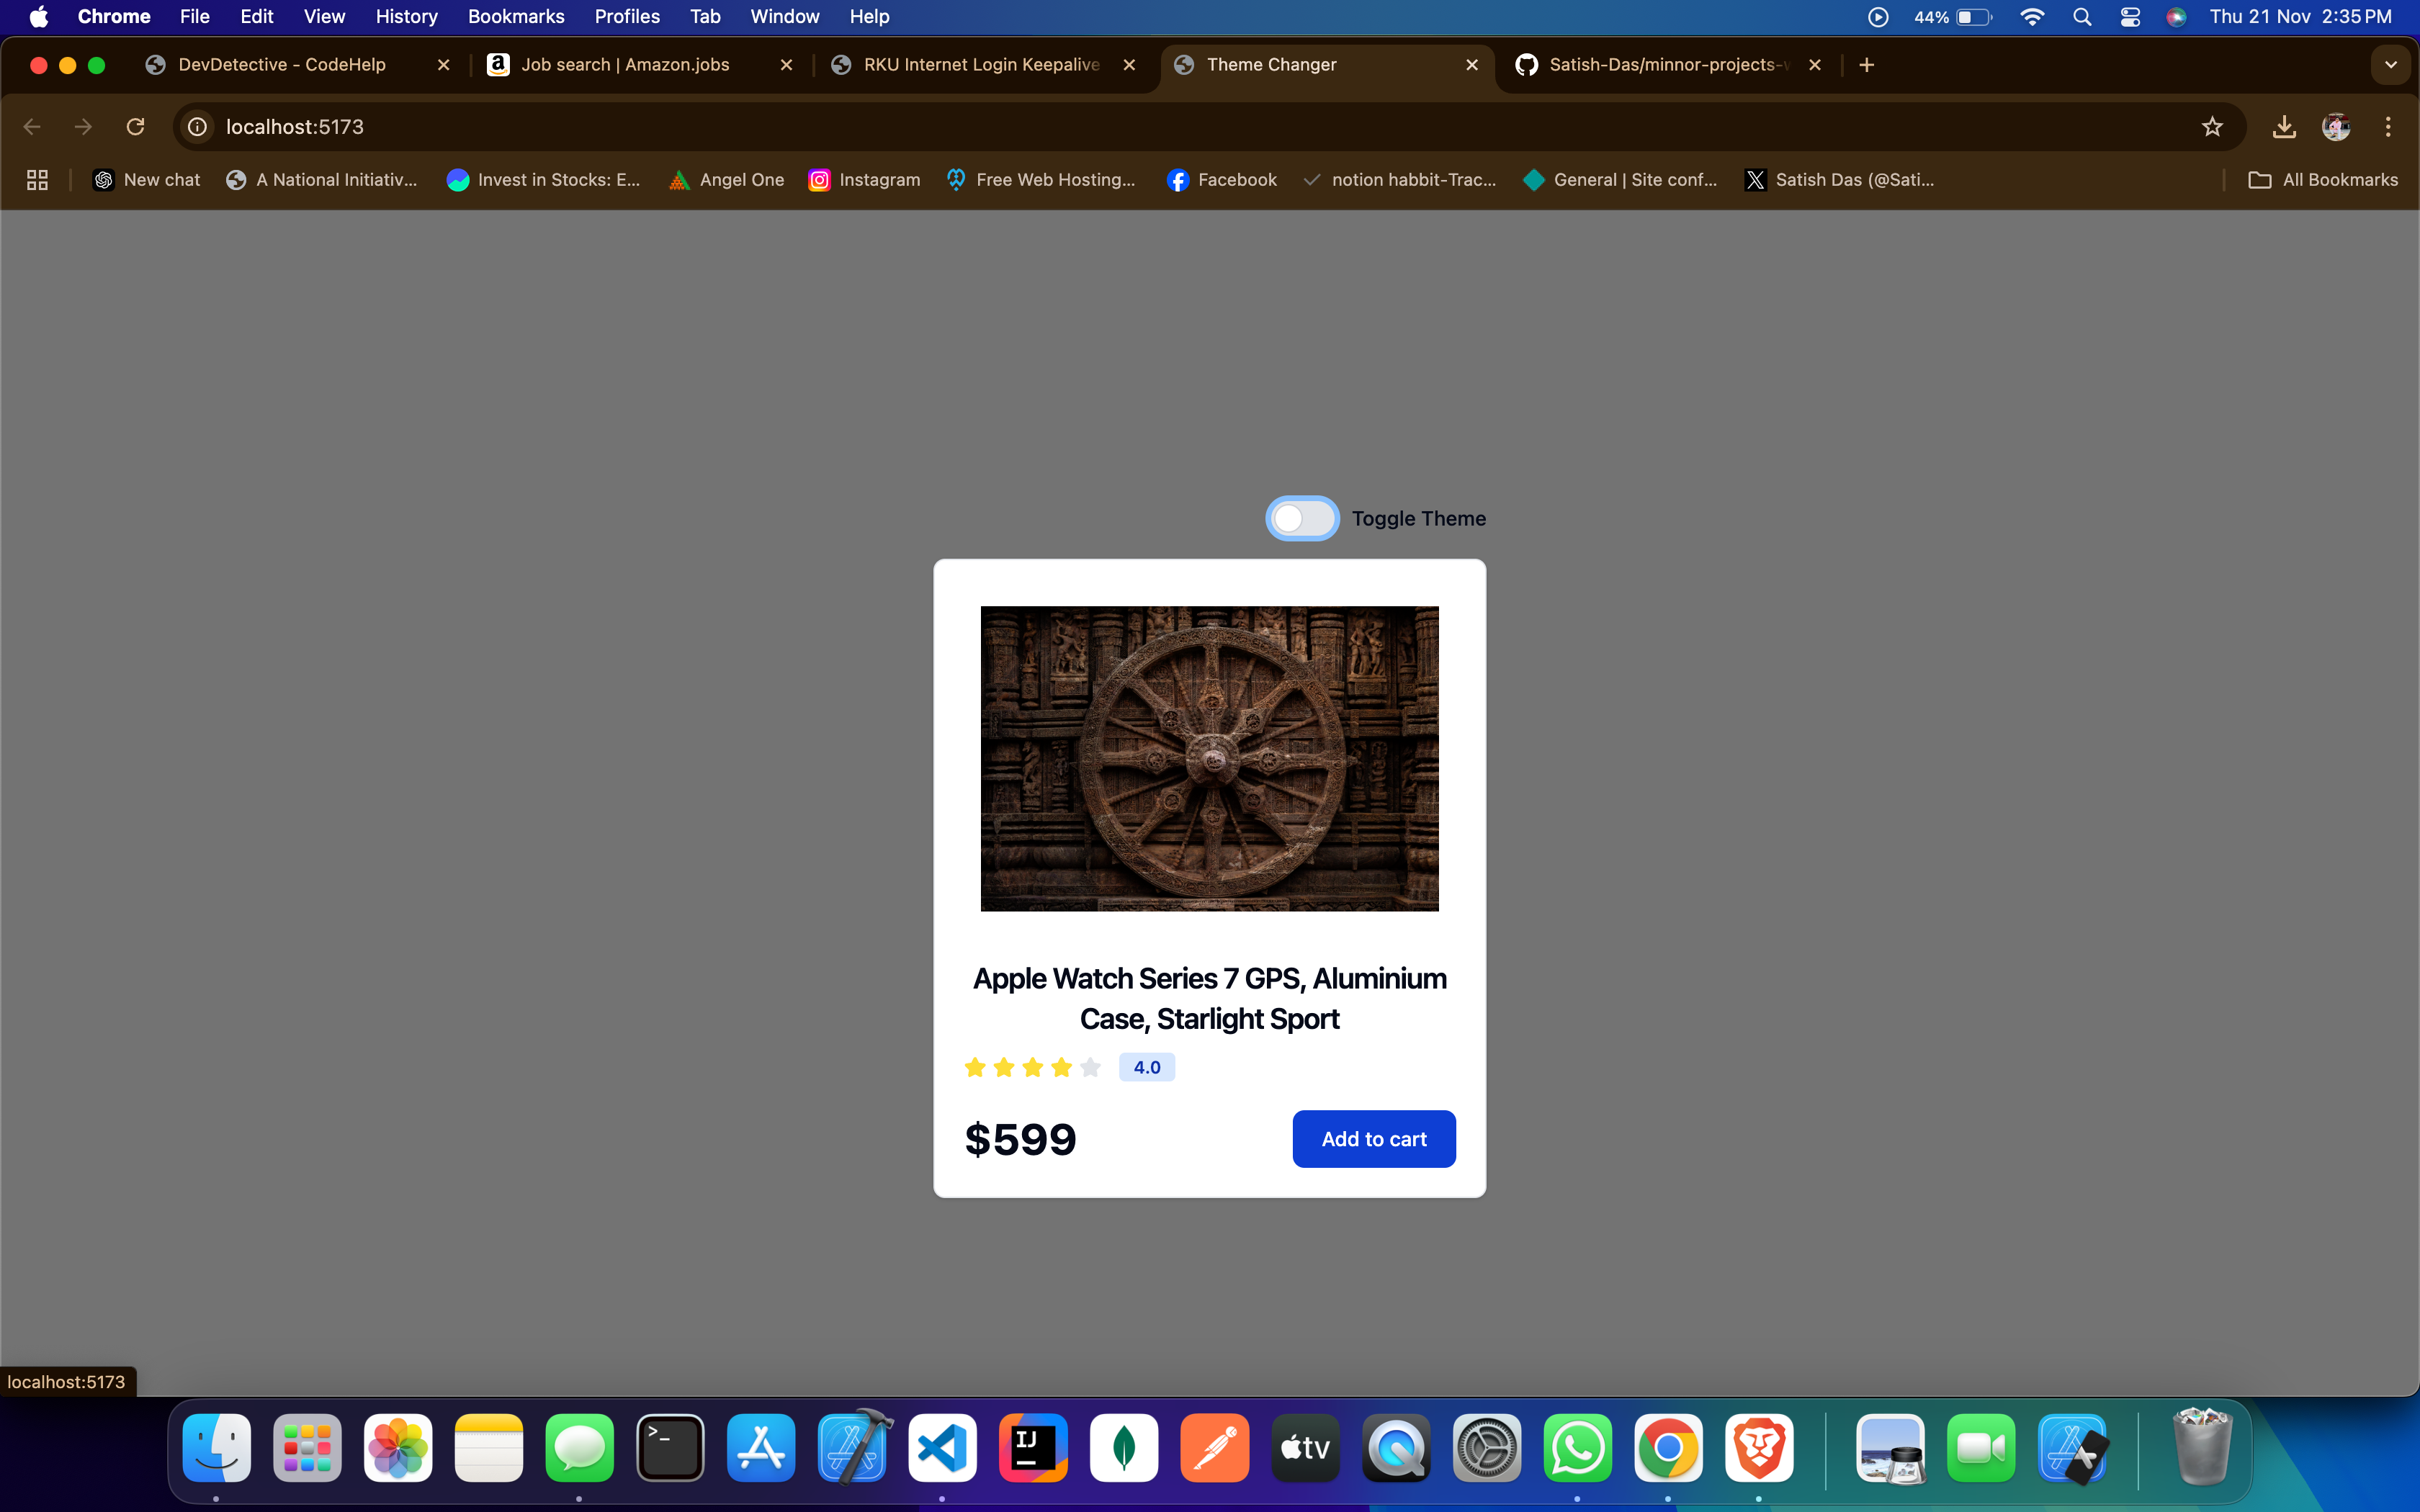 Chrome File Edit View History Bookmarks Profiles Tab Window Help 44% Thu 21 Nov 2:35 PM
DevDetective - CodeHelp Job search | Amazon.jobs RKU Internet Login Keepalive Theme Changer Satish-Das/minnor-projects-w
localhost:5173
New chat A National Initiativ... Invest in Stocks: E... Angel One Instagram Free Web Hosting... Facebook notion habbit-Trac... General | Site conf... Satish Das (@Sati... All Bookmarks
Toggle Theme
Apple Watch Series 7 GPS, Aluminium
Case, Starlight Sport
4.0
$599 Add to cart
localhost:5173
>_ IJ tv